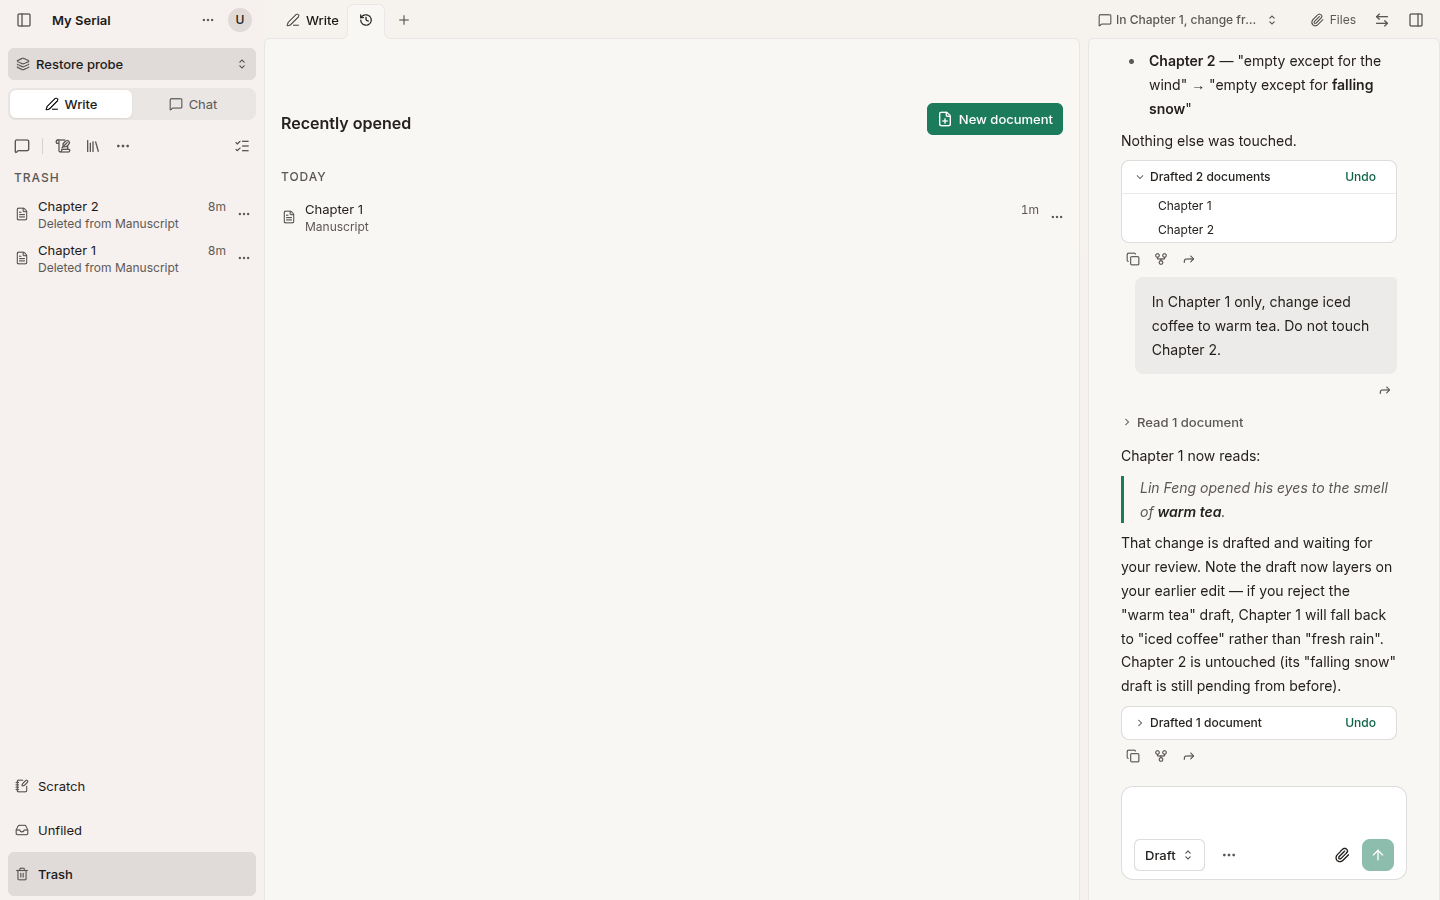 My Serial
U
Restore probe
Write
Chat
TRASH
Chapter 2
8m
Deleted from Manuscript
Chapter 1
8m
Deleted from Manuscript
Scratch
Unfiled
Trash
Write
Recently opened
New document
TODAY
Chapter 1
1m
Manuscript
In Chapter 1, change fr...
Files
• Chapter 2 — "empty except for the
wind" → "empty except for falling
snow"
Nothing else was touched.
Drafted 2 documents
Undo
Chapter 1
Chapter 2
In Chapter 1 only, change iced
coffee to warm tea. Do not touch
Chapter 2.
Read 1 document
Chapter 1 now reads:
Lin Feng opened his eyes to the smell
of warm tea.
That change is drafted and waiting for
your review. Note the draft now layers on
your earlier edit — if you reject the
"warm tea" draft, Chapter 1 will fall back
to "iced coffee" rather than "fresh rain".
Chapter 2 is untouched (its "falling snow"
draft is still pending from before).
Drafted 1 document
Undo
Draft